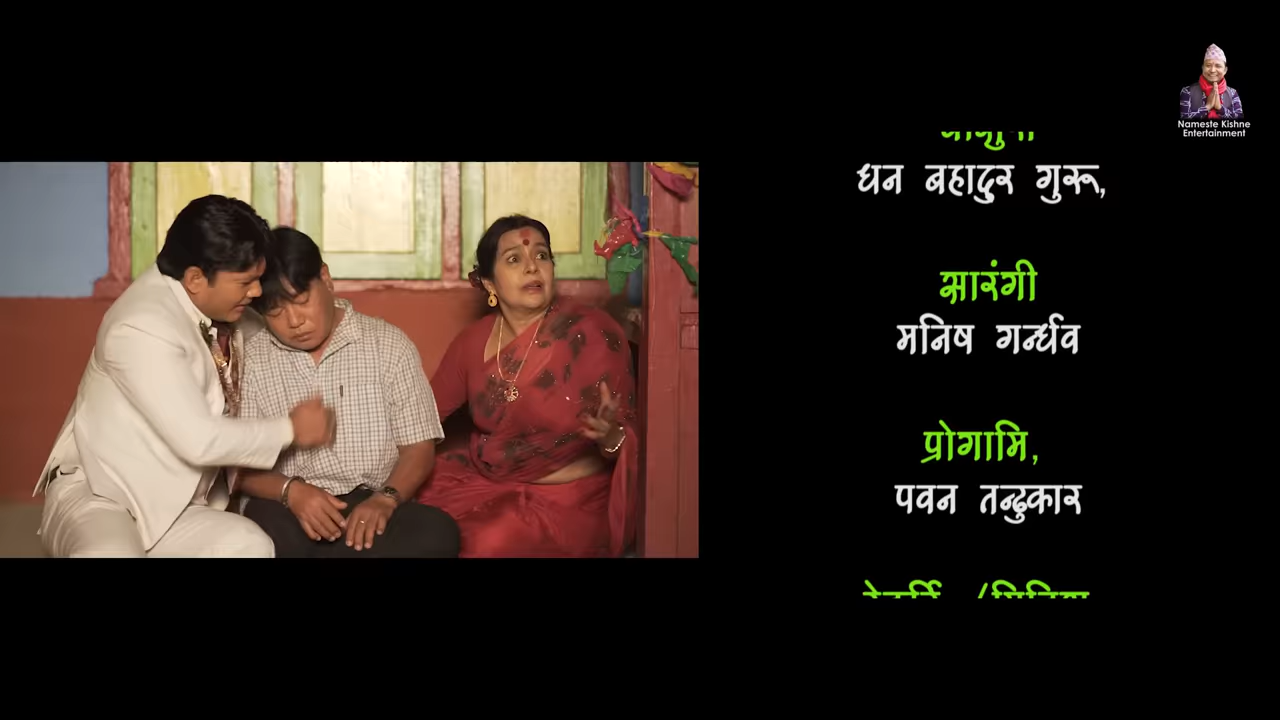 Nameste Kishne
Entertainment
धन बहादुर गुरू,
सारंगी
मनिष गर्न्धव
प्रोगामि,
पवन तन्दुकार